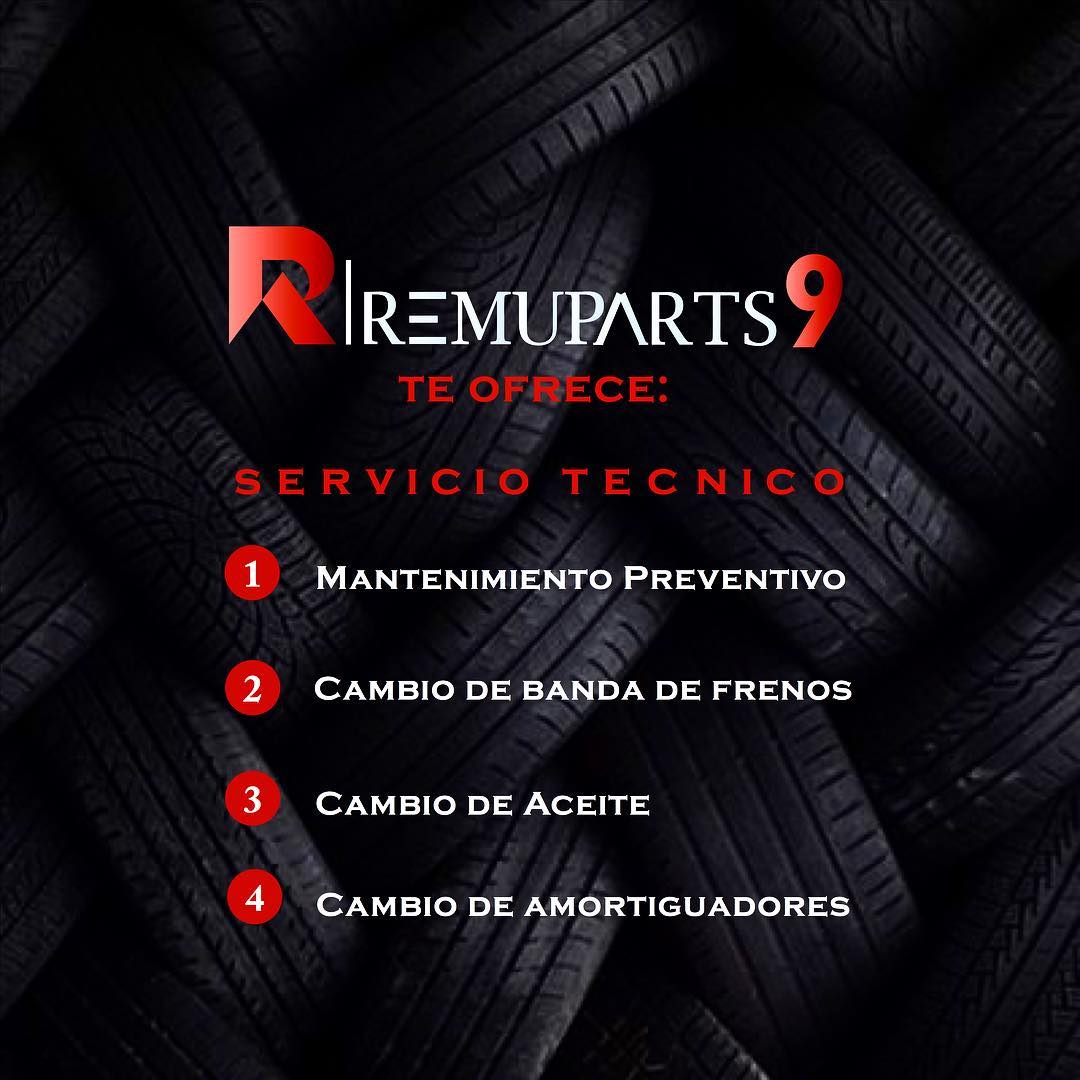 R|REMUPARTS9
TE OFRECE:
SERVICIO TECNICO
1 MANTENIMIENTO PREVENTIVO
2 CAMBIO DE BANDA DE FRENOS
3 CAMBIO DE ACEITE
4 CAMBIO DE AMORTIGUADORES